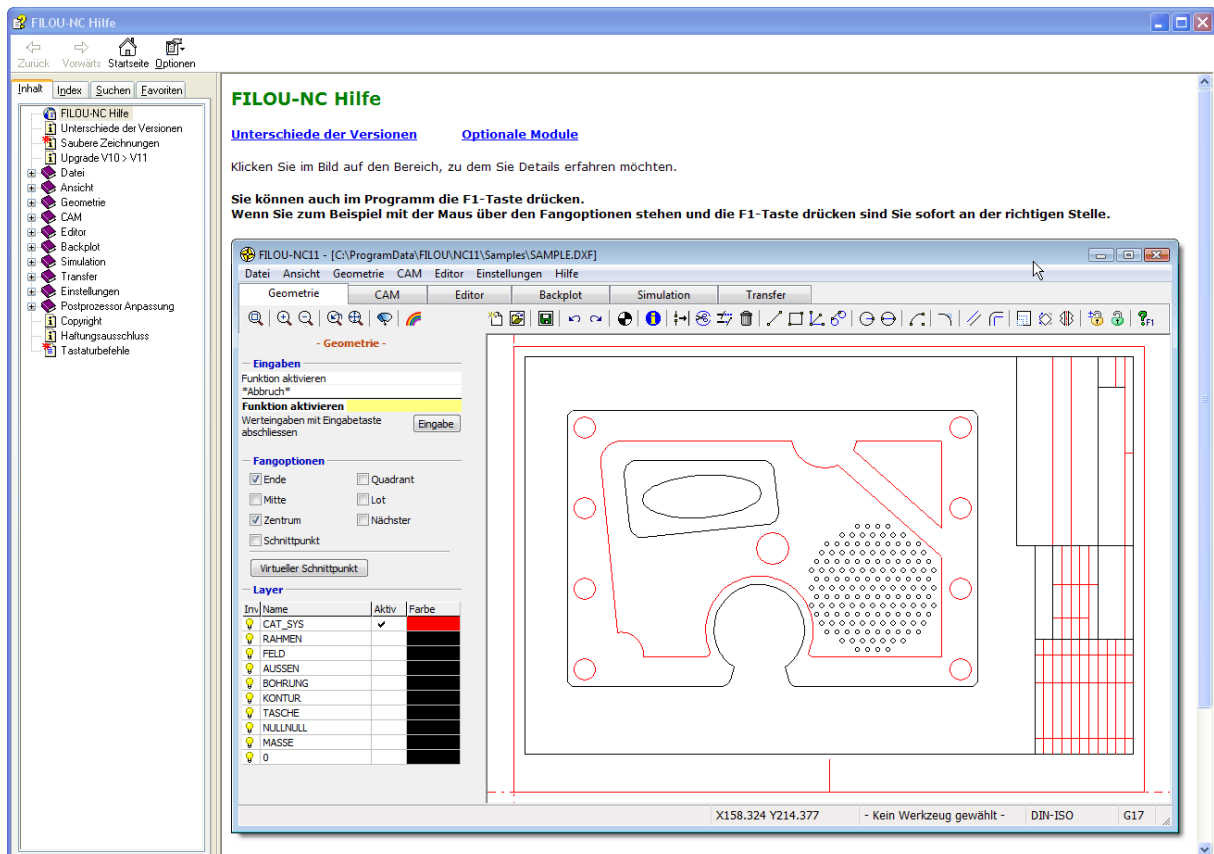 FILOU-NC Hilfe
Zurück Vorwärts Startseite Optionen
Inhalt Index Suchen Favoriten
FILOU-NC Hilfe
Unterschiede der Versionen
Saubere Zeichnungen
Upgrade V10 > V11
Datei
Ansicht
Geometrie
CAM
Editor
Backplot
Simulation
Transfer
Einstellungen
Postprozessor Anpassung
Copyright
Haftungsausschluss
Tastaturbefehle
FILOU-NC Hilfe
Unterschiede der Versionen Optionale Module
Klicken Sie im Bild auf den Bereich, zu dem Sie Details erfahren möchten.
Sie können auch im Programm die F1-Taste drücken.
Wenn Sie zum Beispiel mit der Maus über den Fangoptionen stehen und die F1-Taste drücken sind Sie sofort an der richtigen Stelle.
FILOU-NC11 - [C:\ProgramData\FILOU\NC11\Samples\SAMPLE.DXF]
Datei Ansicht Geometrie CAM Editor Einstellungen Hilfe
Geometrie CAM Editor Backplot Simulation Transfer
F1
- Geometrie -
Eingaben
Funktion aktivieren
*Abbruch*
Funktion aktivieren
Werteingaben mit Eingabetaste
abschliessen
Eingabe
Fangoptionen
Ende Quadrant
Mitte Lot
Zentrum Nächster
Schnittpunkt
Virtueller Schnittpunkt
Layer
Inv Name Aktiv Farbe
CAT_SYS
RAHMEN
FELD
AUSSEN
BOHRUNG
KONTUR
TASCHE
NULLNULL
MASSE
0
X158.324 Y214.377 - Kein Werkzeug gewählt - DIN-ISO G17